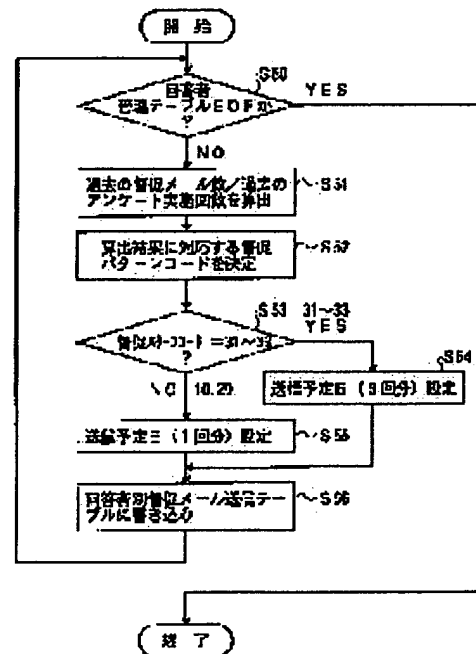 開 始
S50
回答者
管理テーブルEOFか
?
YES
NO
過去の督促メール数/過去の
アンケート実施回数を算出
S51
算出結果に対応する督促
パターンコードを決定
S52
S53
31～33
YES
督促パターンコード=31～33
?
S54
送信予定日 (3回分) 設定
NO
10,20
送信予定日 (1回分) 設定
S55
回答者別督促メール送信テー
ブルに書き込む
S56
終 了